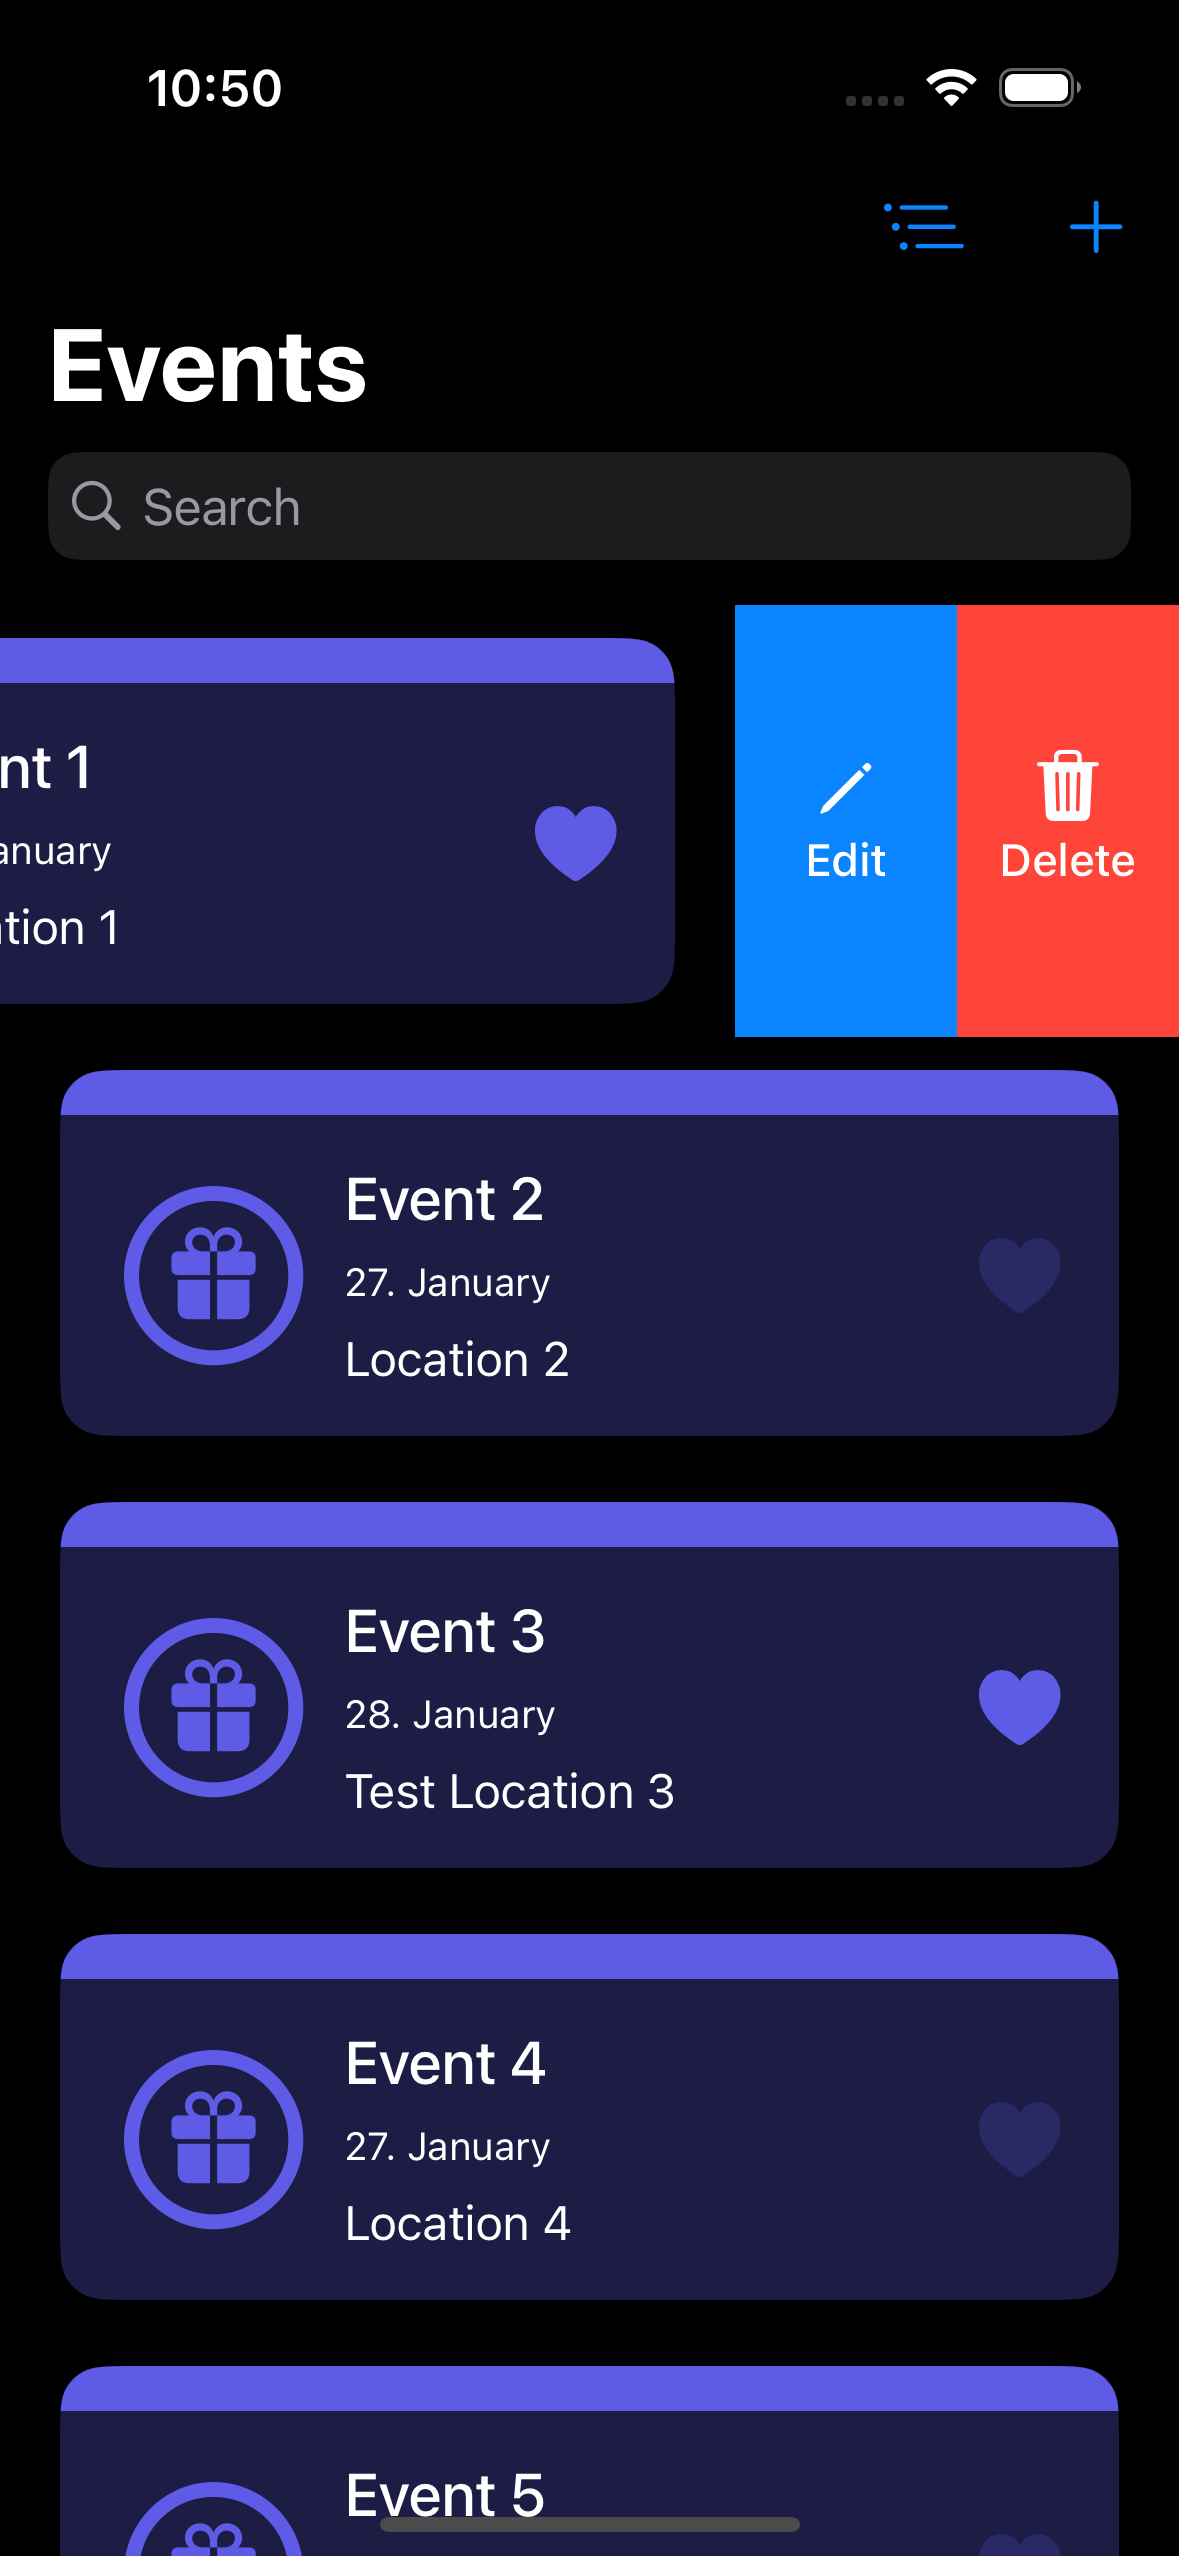 10:50
Events
Search
nt 1
anuary
ation 1
Edit
Delete
Event 2
27. January
Location 2
Event 3
28. January
Test Location 3
Event 4
27. January
Location 4
Event 5